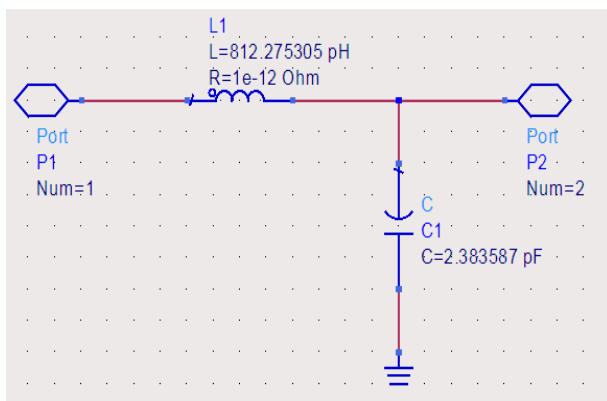 L1
L=812.275305 pH
R=1e-12 Ohm
Port
P1
Num=1
Port
P2
Num=2
C
C1
C=2.383587 pF